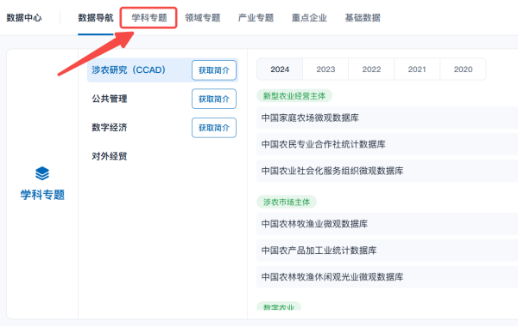 数据中心 数据导航 学科专题 领域专题 产业专题 重点企业 基础数据
涉农研究（CCAD） 获取简介
公共管理 获取简介
数字经济 获取简介
对外经贸
学科专题
2024 2023 2022 2021 2020
新型农业经营主体
中国家庭农场微观数据库
中国农民专业合作社统计数据库
中国农业社会化服务组织微观数据库
涉农市场主体
中国农林牧渔业微观数据库
中国农产品加工业统计数据库
中国农林牧渔休闲观光业微观数据库
数字农业